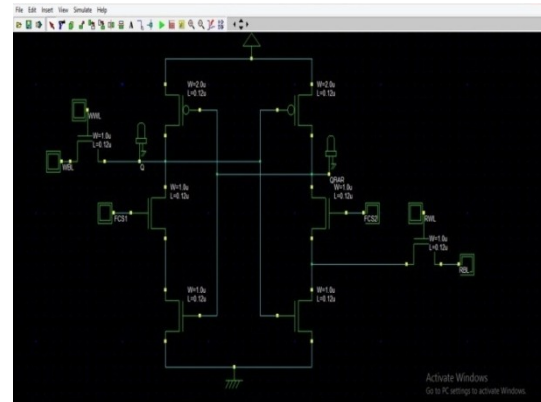 File Edit Insert View Simulate Help
W=2.0u
L=0.12u
W=2.0u
L=0.12u
WWL
W=1.0u
L=0.12u
WBL
Q
QBAR
W=1.0u
L=0.12u
W=1.0u
L=0.12u
FCS1
FCS2
RWL
W=1.0u
L=0.12u
RBL
W=1.0u
L=0.12u
W=1.0u
L=0.12u
Activate Windows
Go to PC settings to activate Windows.